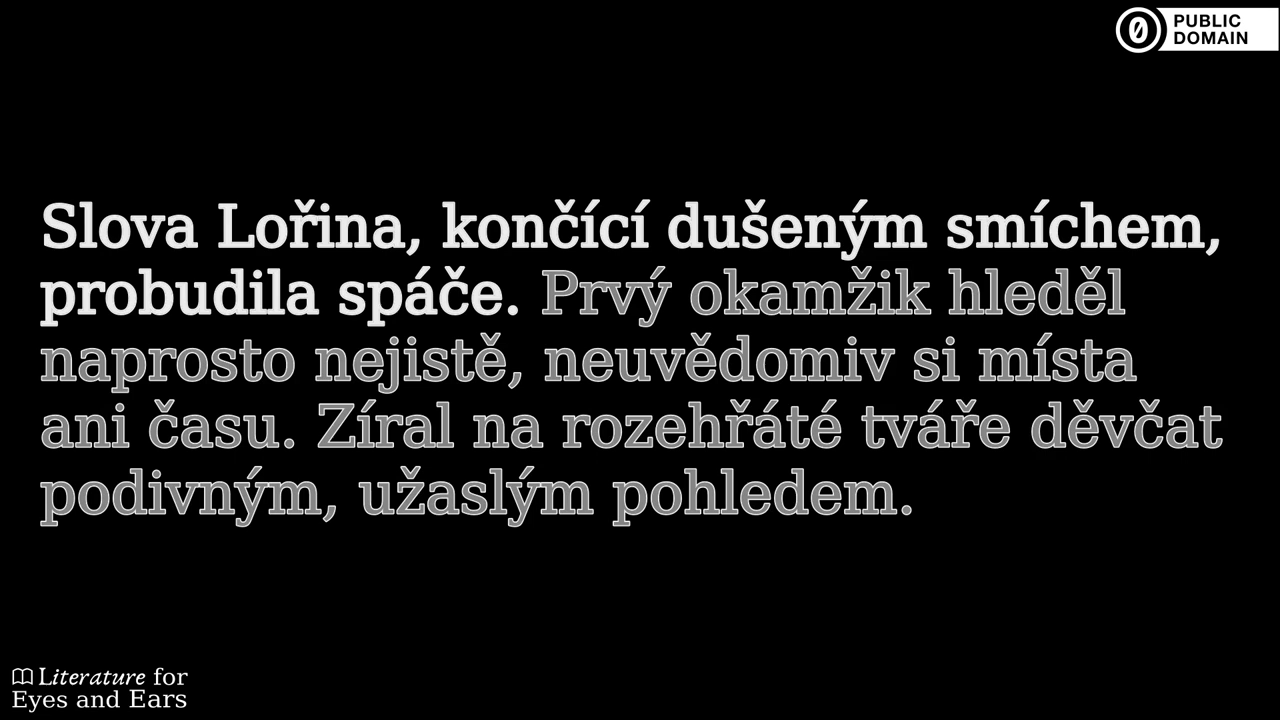 PUBLIC
DOMAIN
Slova Lořina, končící dušeným smíchem,
probudila spáče. Prvý okamžik hleděl
naprosto nejistě, neuvědomiv si místa
ani času. Zíral na rozehřáté tváře děvčat
podivným, užaslým pohledem.
Literature for
Eyes and Ears